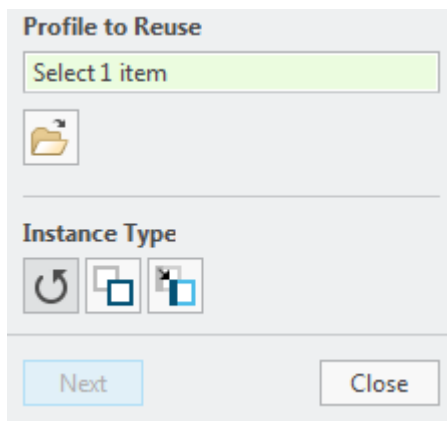 Profile to Reuse
Select 1 item
Instance Type
Next
Close